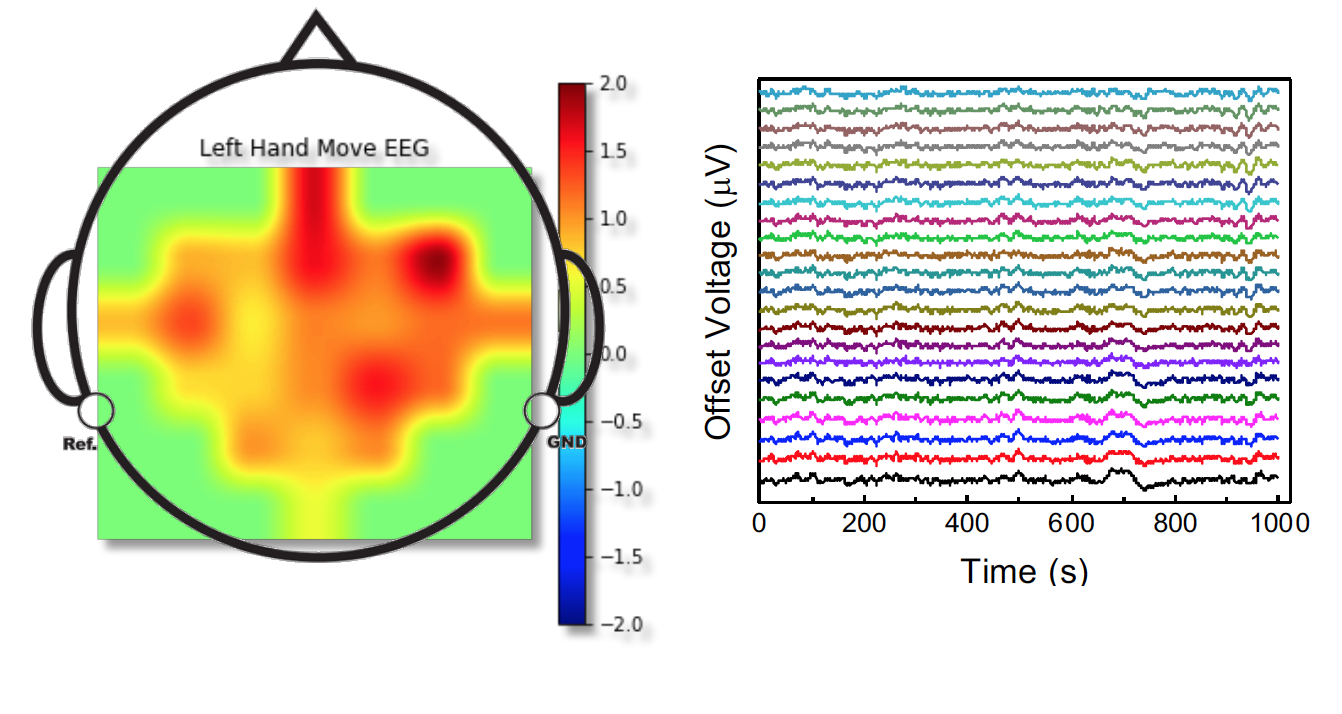 Left Hand Move EEG
2.0
1.5
1.0
0.5
0.0
−0.5
−1.0
−1.5
−2.0
Ref.
GND
Offset Voltage (μV)
0 200 400 600 800 1000
Time (s)